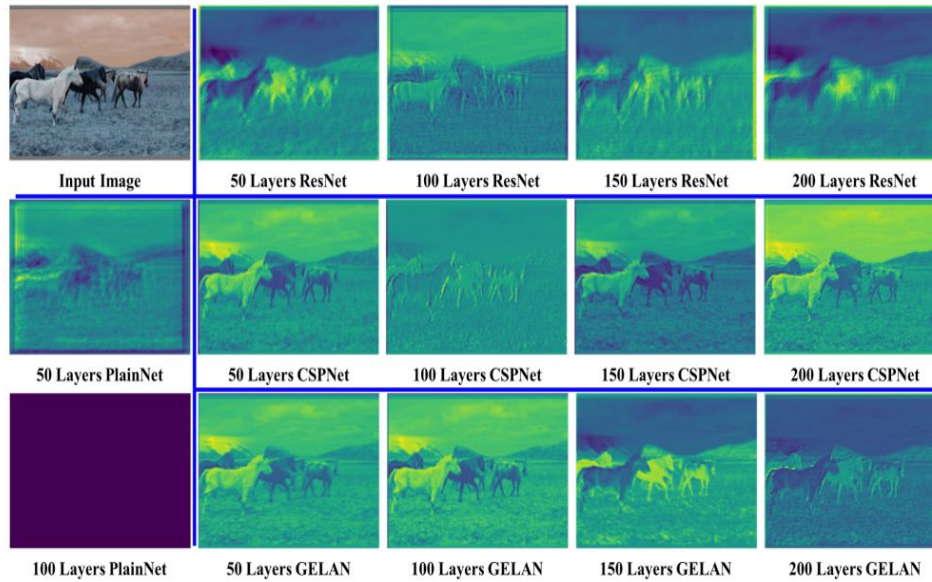 Input Image
50 Layers ResNet
100 Layers ResNet
150 Layers ResNet
200 Layers ResNet
50 Layers PlainNet
50 Layers CSPNet
100 Layers CSPNet
150 Layers CSPNet
200 Layers CSPNet
100 Layers PlainNet
50 Layers GELAN
100 Layers GELAN
150 Layers GELAN
200 Layers GELAN